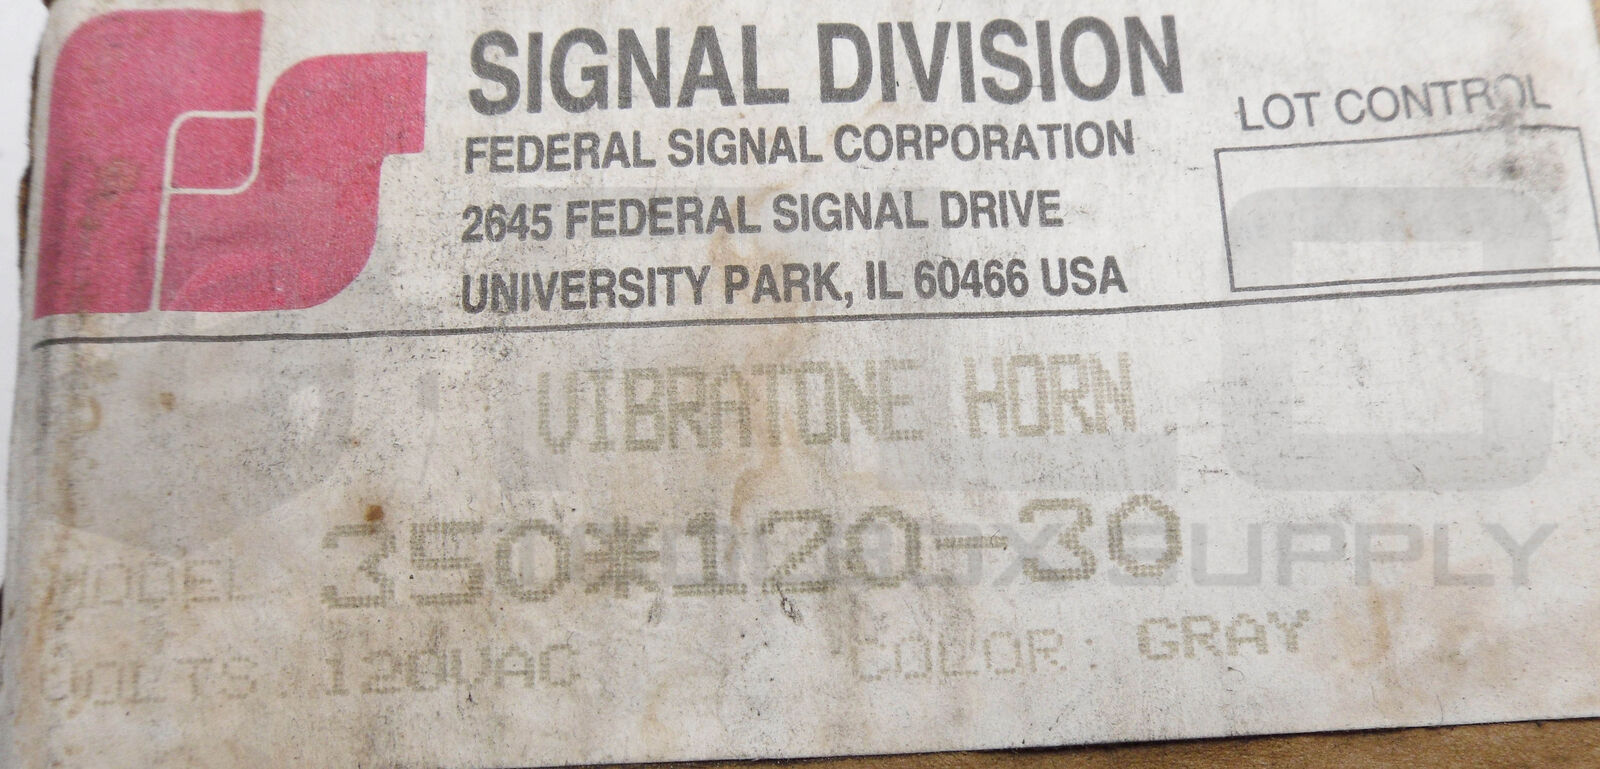 SIGNAL DIVISION
FEDERAL SIGNAL CORPORATION
2645 FEDERAL SIGNAL DRIVE
UNIVERSITY PARK, IL 60466 USA
LOT CONTROL
VIBRATONE HORN
MODEL 350*120-30
VOLTS: 120VAC COLOR: GRAY
SUPPLY